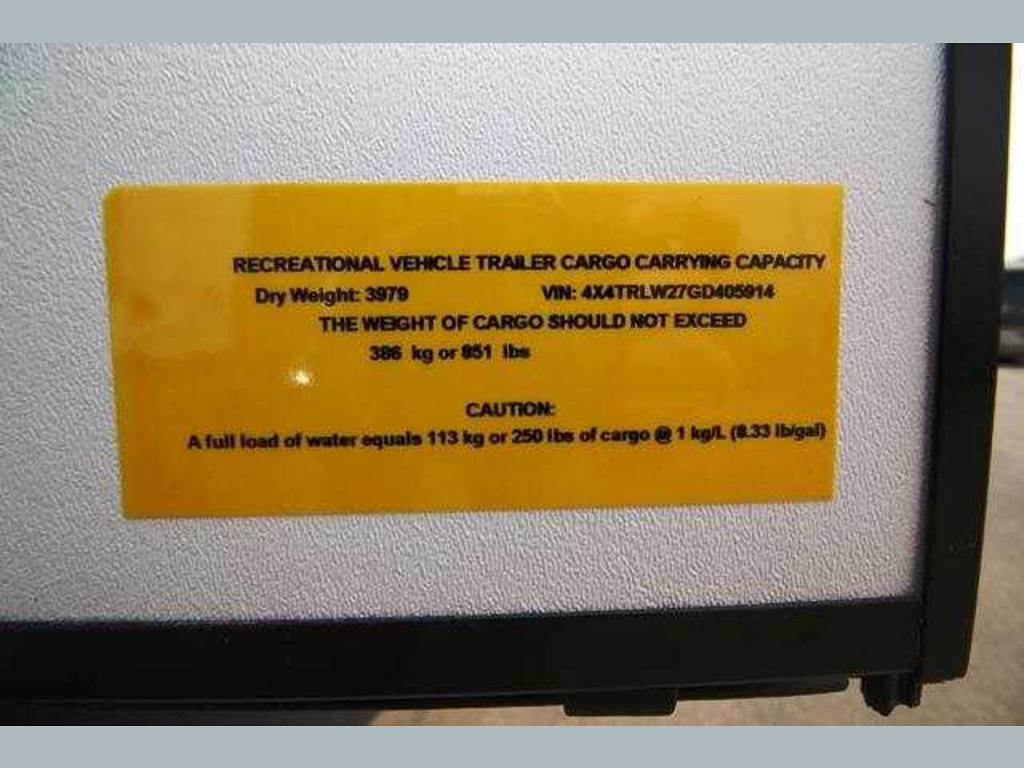 RECREATIONAL VEHICLE TRAILER CARGO CARRYING CAPACITY
Dry Weight: 3979 VIN: 4X4TRLW27GD405914
THE WEIGHT OF CARGO SHOULD NOT EXCEED
386 kg or 851 lbs
CAUTION:
A full load of water equals 113 kg or 250 lbs of cargo @ 1 kg/L (8.33 lb/gal)